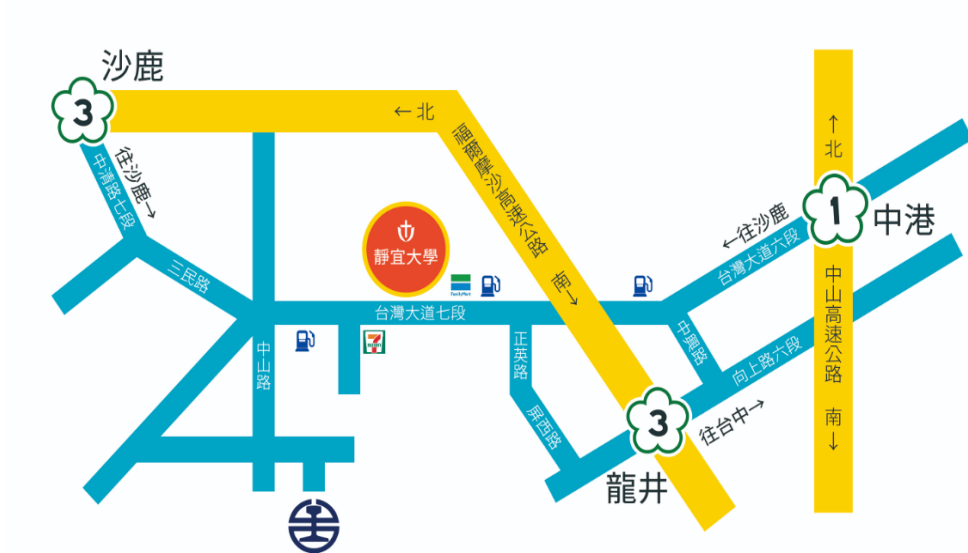 沙鹿
3
←北
福爾摩沙高速公路
南→
往沙鹿→
中清路七段
三民路
靜宜大學
FamilyMart
台灣大道七段
7
ELEVEN
中山路
正英路
屏西路
中興路
←往沙鹿
台灣大道六段
向上路六段
往台中→
3
龍井
←北
1
中港
中山高速公路
南→